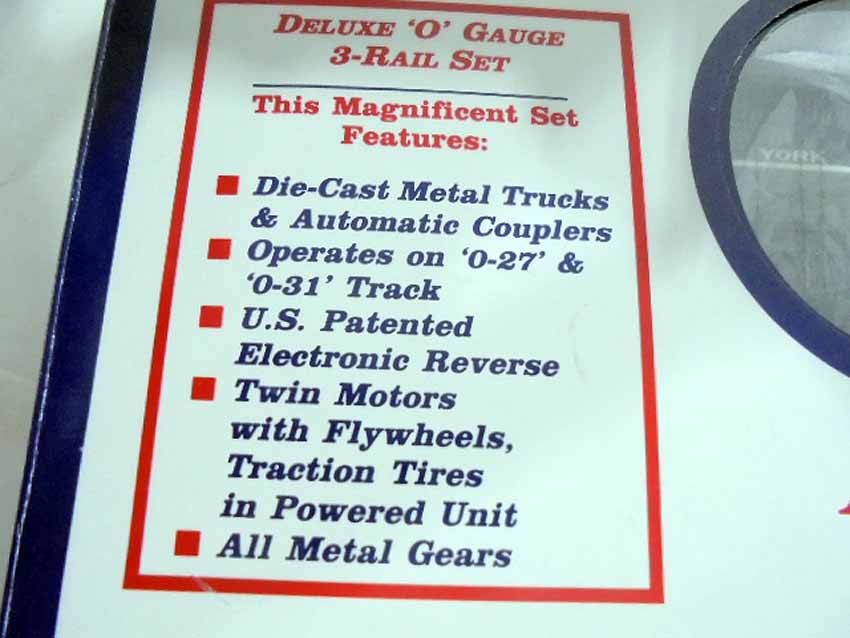 DELUXE ‘O’ GAUGE
3-RAIL SET
This Magnificent Set
Features:
Die-Cast Metal Trucks
& Automatic Couplers
Operates on ‘0-27’ &
‘0-31’ Track
U.S. Patented
Electronic Reverse
Twin Motors
with Flywheels,
Traction Tires
in Powered Unit
All Metal Gears
YORK